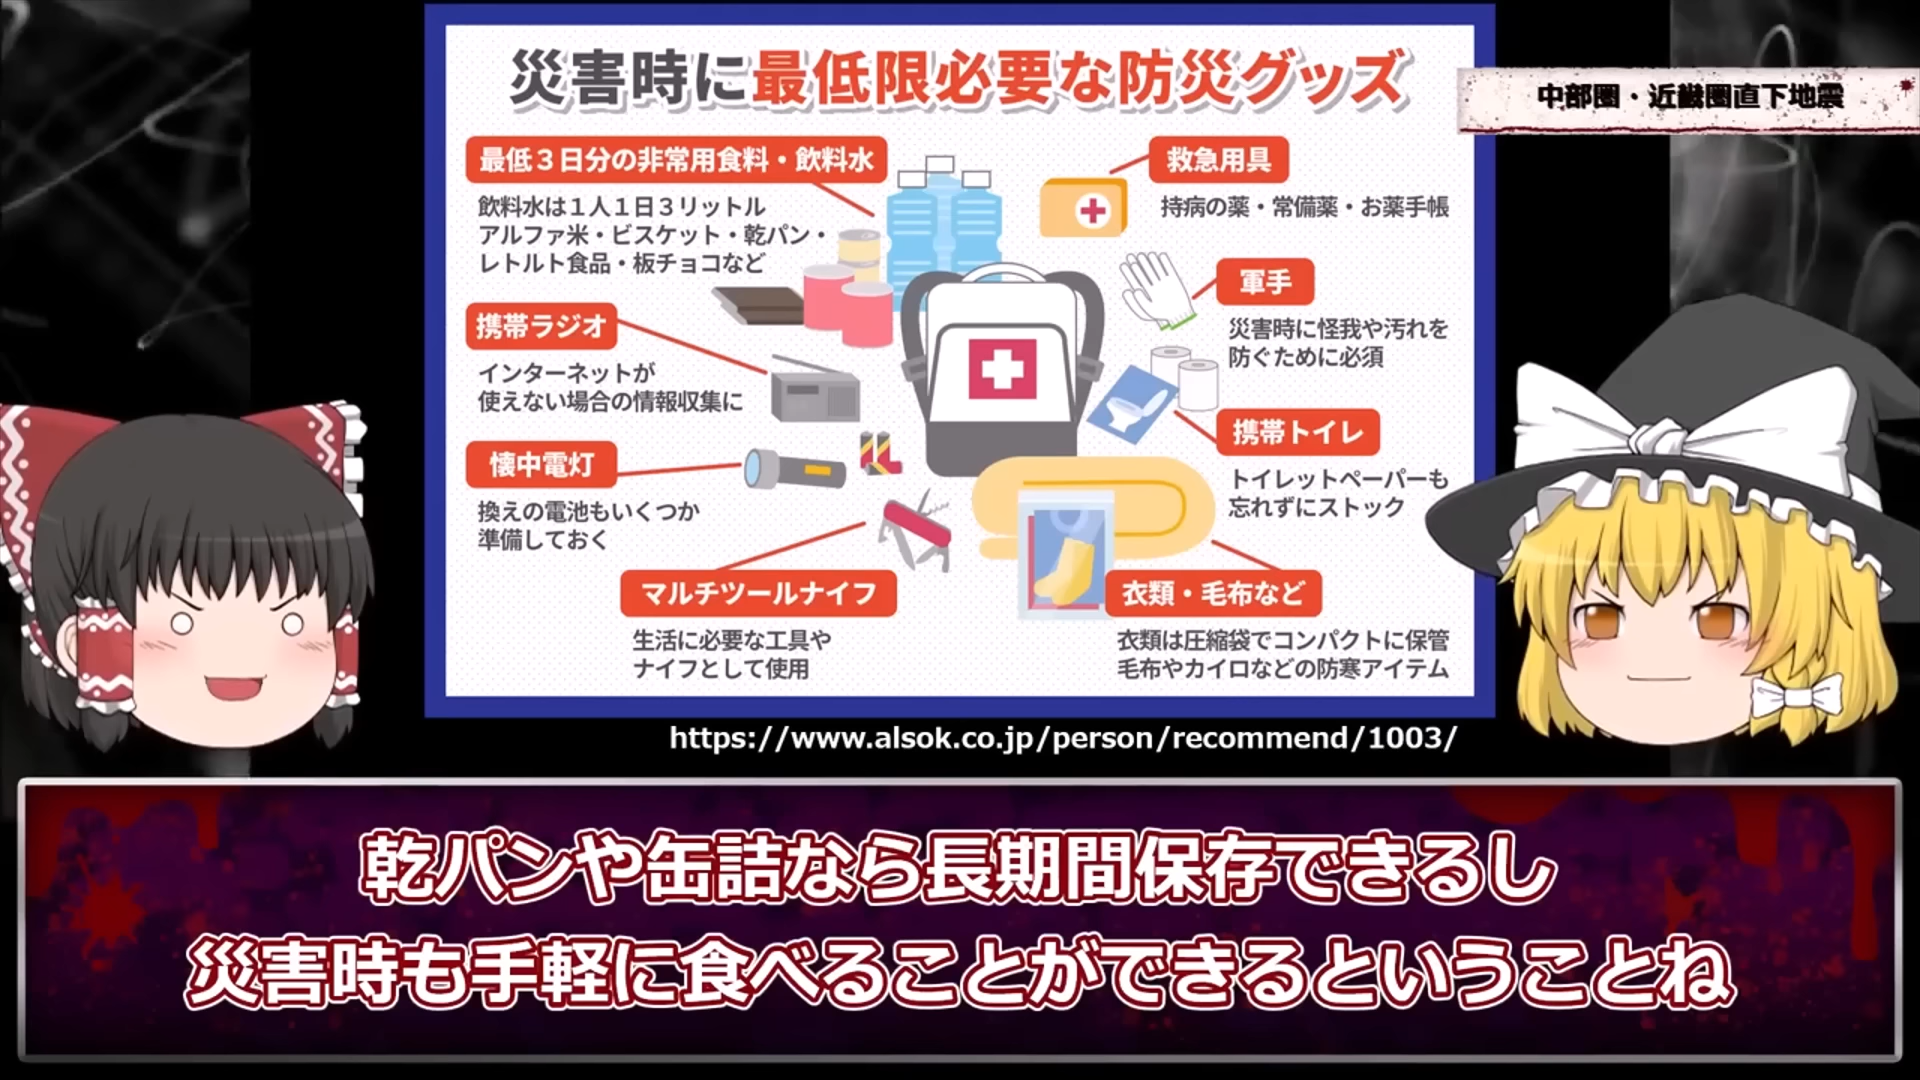 災害時に最低限必要な防災グッズ
中部圏・近畿圏直下地震
最低3日分の非常用食料・飲料水
飲料水は1人1日3リットル
アルファ米・ビスケット・乾パン・
レトルト食品・板チョコなど
携帯ラジオ
インターネットが
使えない場合の情報収集に
懐中電灯
換えの電池もいくつか
準備しておく
マルチツールナイフ
生活に必要な工具や
ナイフとして使用
救急用具
持病の薬・常備薬・お薬手帳
軍手
災害時に怪我や汚れを
防ぐために必須
携帯トイレ
トイレットペーパーも
忘れずにストック
衣類・毛布など
衣類は圧縮袋でコンパクトに保管
毛布やカイロなどの防寒アイテム
https://www.alsok.co.jp/person/recommend/1003/
乾パンや缶詰なら長期間保存できるし
災害時も手軽に食べることができるということね